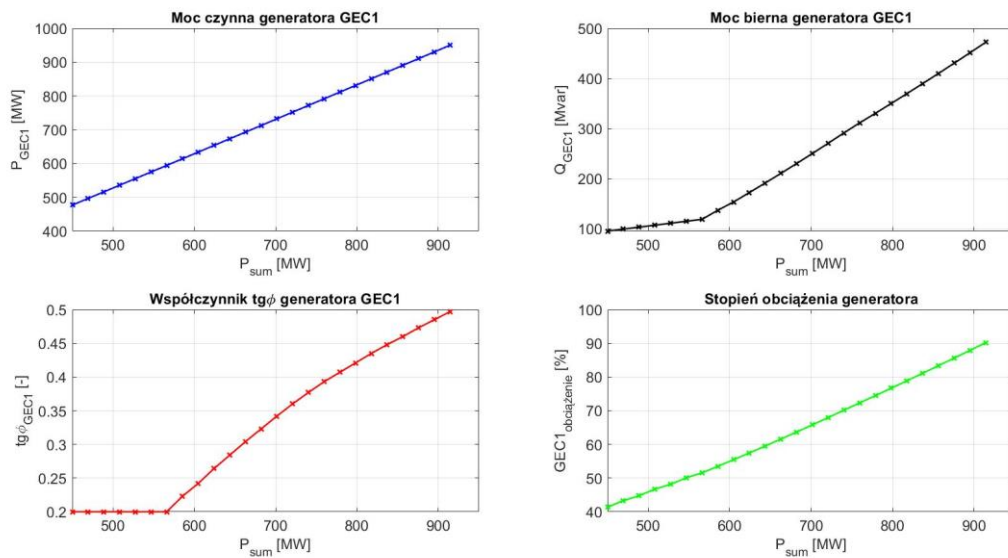 Moc czynna generatora GEC1
1000
900
800
700
600
500
400
P_GEC1 [MW]
500 600 700 800 900
P_sum [MW]
Moc bierna generatora GEC1
500
400
300
200
100
Q_GEC1 [Mvar]
500 600 700 800 900
P_sum [MW]
Współczynnik tgϕ generatora GEC1
0.5
0.45
0.4
0.35
0.3
0.25
0.2
tgϕ_GEC1 [-]
500 600 700 800 900
P_sum [MW]
Stopień obciążenia generatora
100
90
80
70
60
50
40
GEC1_obciążenie [%]
500 600 700 800 900
P_sum [MW]